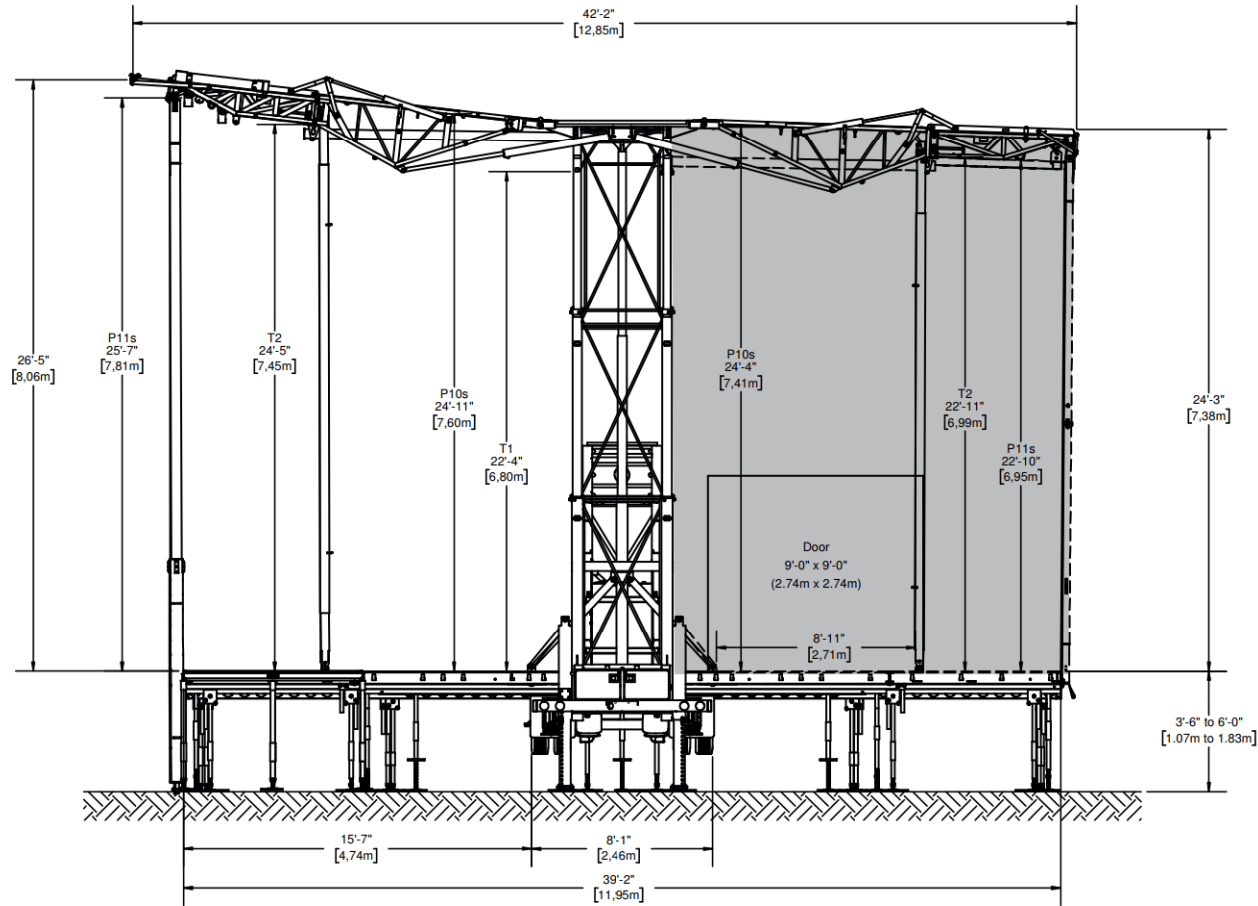 42'-2"
[12,85m]
26'-5"
[8,06m]
P11s
25'-7"
[7,81m]
T2
24'-5"
[7,45m]
P10s
24'-11"
[7,60m]
T1
22'-4"
[6,80m]
P10s
24'-4"
[7,41m]
T2
22'-11"
[6,99m]
P11s
22'-10"
[6,95m]
24'-3"
[7,38m]
Door
9'-0" x 9'-0"
(2.74m x 2.74m)
8'-11"
[2,71m]
3'-6" to 6'-0"
[1.07m to 1.83m]
15'-7"
[4,74m]
8'-1"
[2,46m]
39'-2"
[11,95m]